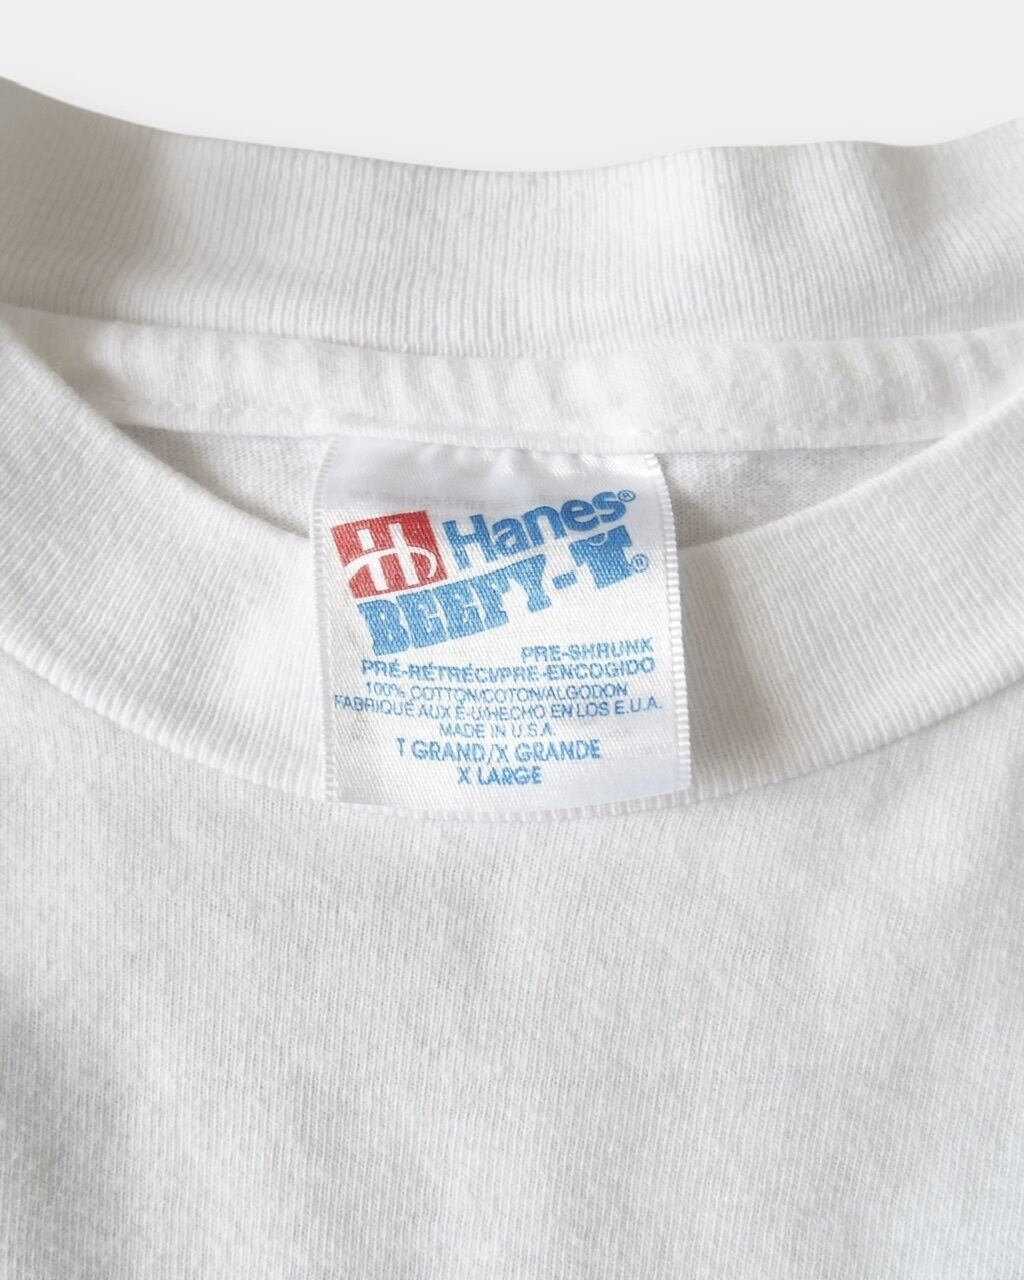 H Hanes®
BEEFY-T.®
PRE-SHRUNK
PRÉ-RÉTRÉCI/PRE-ENCOGIDO
100% COTTON/COTON/ALGODON
FABRIQUÉ AUX É-U/HECHO EN LOS E.U.A.
MADE IN U.S.A.
T GRAND/X GRANDE
X LARGE